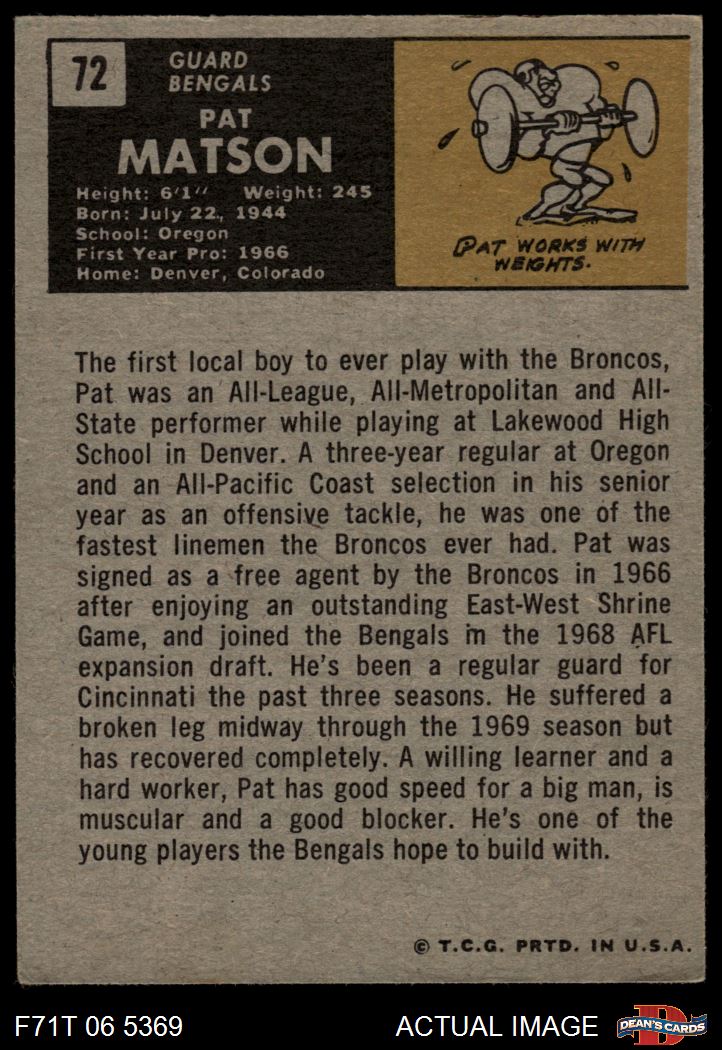 72
GUARD
BENGALS
PAT
MATSON
Height: 6'1" Weight: 245
Born: July 22, 1944
School: Oregon
First Year Pro: 1966
Home: Denver, Colorado
PAT WORKS WITH
WEIGHTS.
The first local boy to ever play with the Broncos,
Pat was an All-League, All-Metropolitan and All-
State performer while playing at Lakewood High
School in Denver. A three-year regular at Oregon
and an All-Pacific Coast selection in his senior
year as an offensive tackle, he was one of the
fastest linemen the Broncos ever had. Pat was
signed as a free agent by the Broncos in 1966
after enjoying an outstanding East-West Shrine
Game, and joined the Bengals in the 1968 AFL
expansion draft. He's been a regular guard for
Cincinnati the past three seasons. He suffered a
broken leg midway through the 1969 season but
has recovered completely. A willing learner and a
hard worker, Pat has good speed for a big man, is
muscular and a good blocker. He's one of the
young players the Bengals hope to build with.
© T.C.G. PRTD. IN U.S.A.
F71T 06 5369 ACTUAL IMAGE
D
DEAN'S CARDS